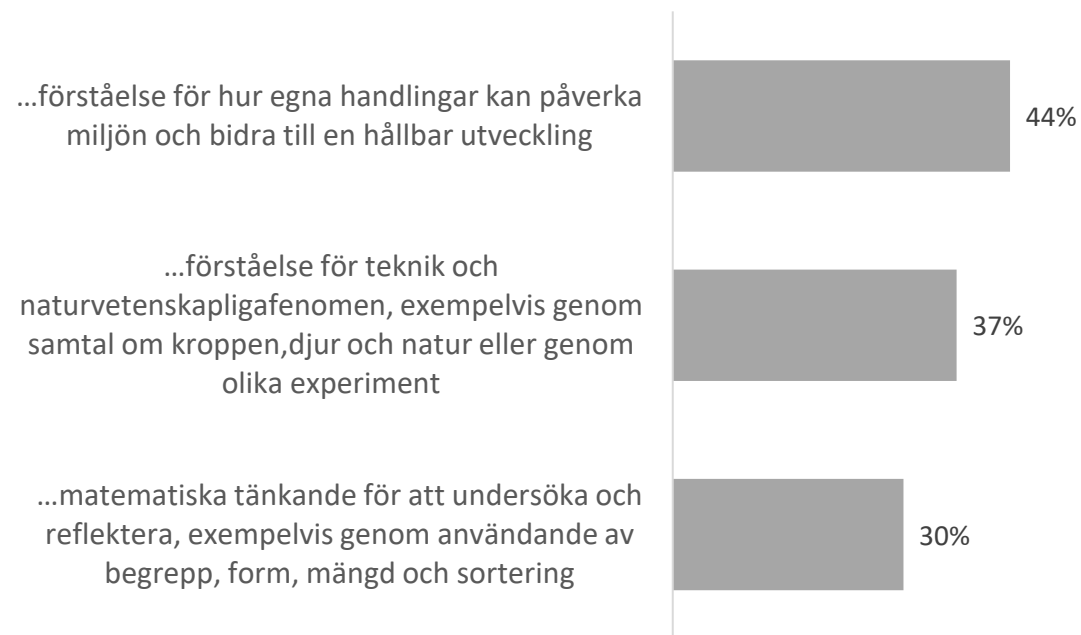 ...förståelse för hur egna handlingar kan påverka
miljön och bidra till en hållbar utveckling
44%
...förståelse för teknik och
naturvetenskapligafenomen, exempelvis genom
samtal om kroppen,djur och natur eller genom
olika experiment
37%
...matematiska tänkande för att undersöka och
reflektera, exempelvis genom användande av
begrepp, form, mängd och sortering
30%